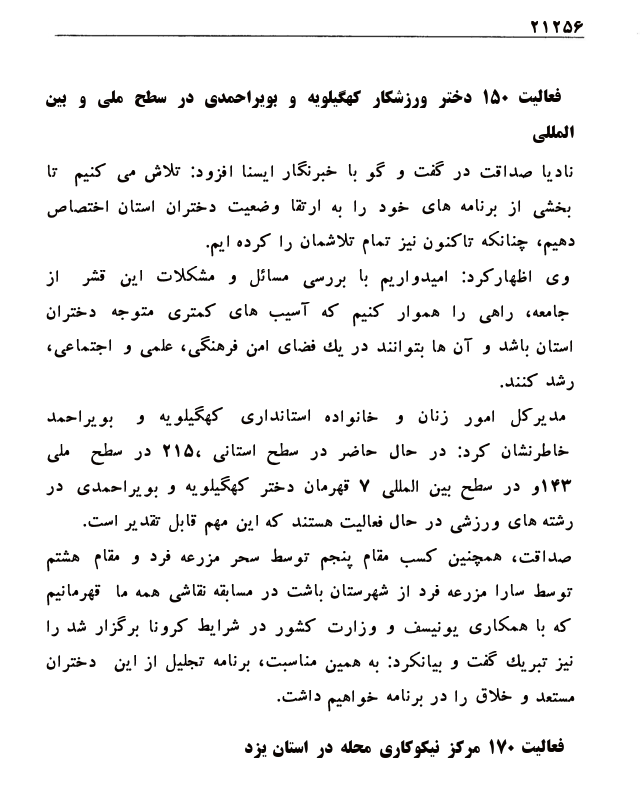 ۲۱۲۵۶
فعالیت ۱۵۰ دختر ورزشکار کهگیلویه و بویراحمدی در سطح ملی و بین
المللی
نادیا صداقت در گفت و گو با خبرنگار ایسنا افزود: تلاش می کنیم تا
بخشی از برنامه های خود را به ارتقا وضعیت دختران استان اختصاص
دهیم، چنانکه تاکنون نیز تمام تلاشمان را کرده ایم.
وی اظهارکرد: امیدواریم با بررسی مسائل و مشکلات این قشر از
جامعه، راهی را هموار کنیم که آسیب های کمتری متوجه دختران
استان باشد و آن ها بتوانند در یک فضای امن فرهنگی، علمی و اجتماعی،
رشد کنند.
مدیرکل امور زنان و خانواده استانداری کهگیلویه و بویراحمد
خاطرنشان کرد: در حال حاضر در سطح استانی ،۲۱۵ در سطح ملی
۱۴۳و در سطح بین المللی ۷ قهرمان دختر کهگیلویه و بویراحمدی در
رشته های ورزشی در حال فعالیت هستند که این مهم قابل تقدیر است.
صداقت، همچنین کسب مقام پنجم توسط سحر مزرعه فرد و مقام هشتم
توسط سارا مزرعه فرد از شهرستان باشت در مسابقه نقاشی همه ما قهرمانیم
که با همکاری یونیسف و وزارت کشور در شرایط کرونا برگزار شد را
نیز تبریک گفت و بیانکرد: به همین مناسبت، برنامه تجلیل از این دختران
مستعد و خلاق را در برنامه خواهیم داشت.
فعالیت ۱۷۰ مرکز نیکوکاری محله در استان یزد